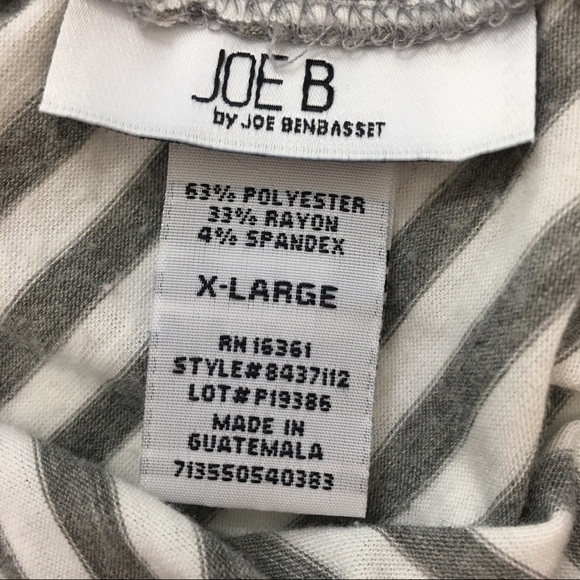 JOE B
by JOE BENBASSET
63% POLYESTER
33% RAYON
4% SPANDEX
X-LARGE
RN 16361
STYLE#8437112
LOT#P19386
MADE IN
GUATEMALA
713550540383